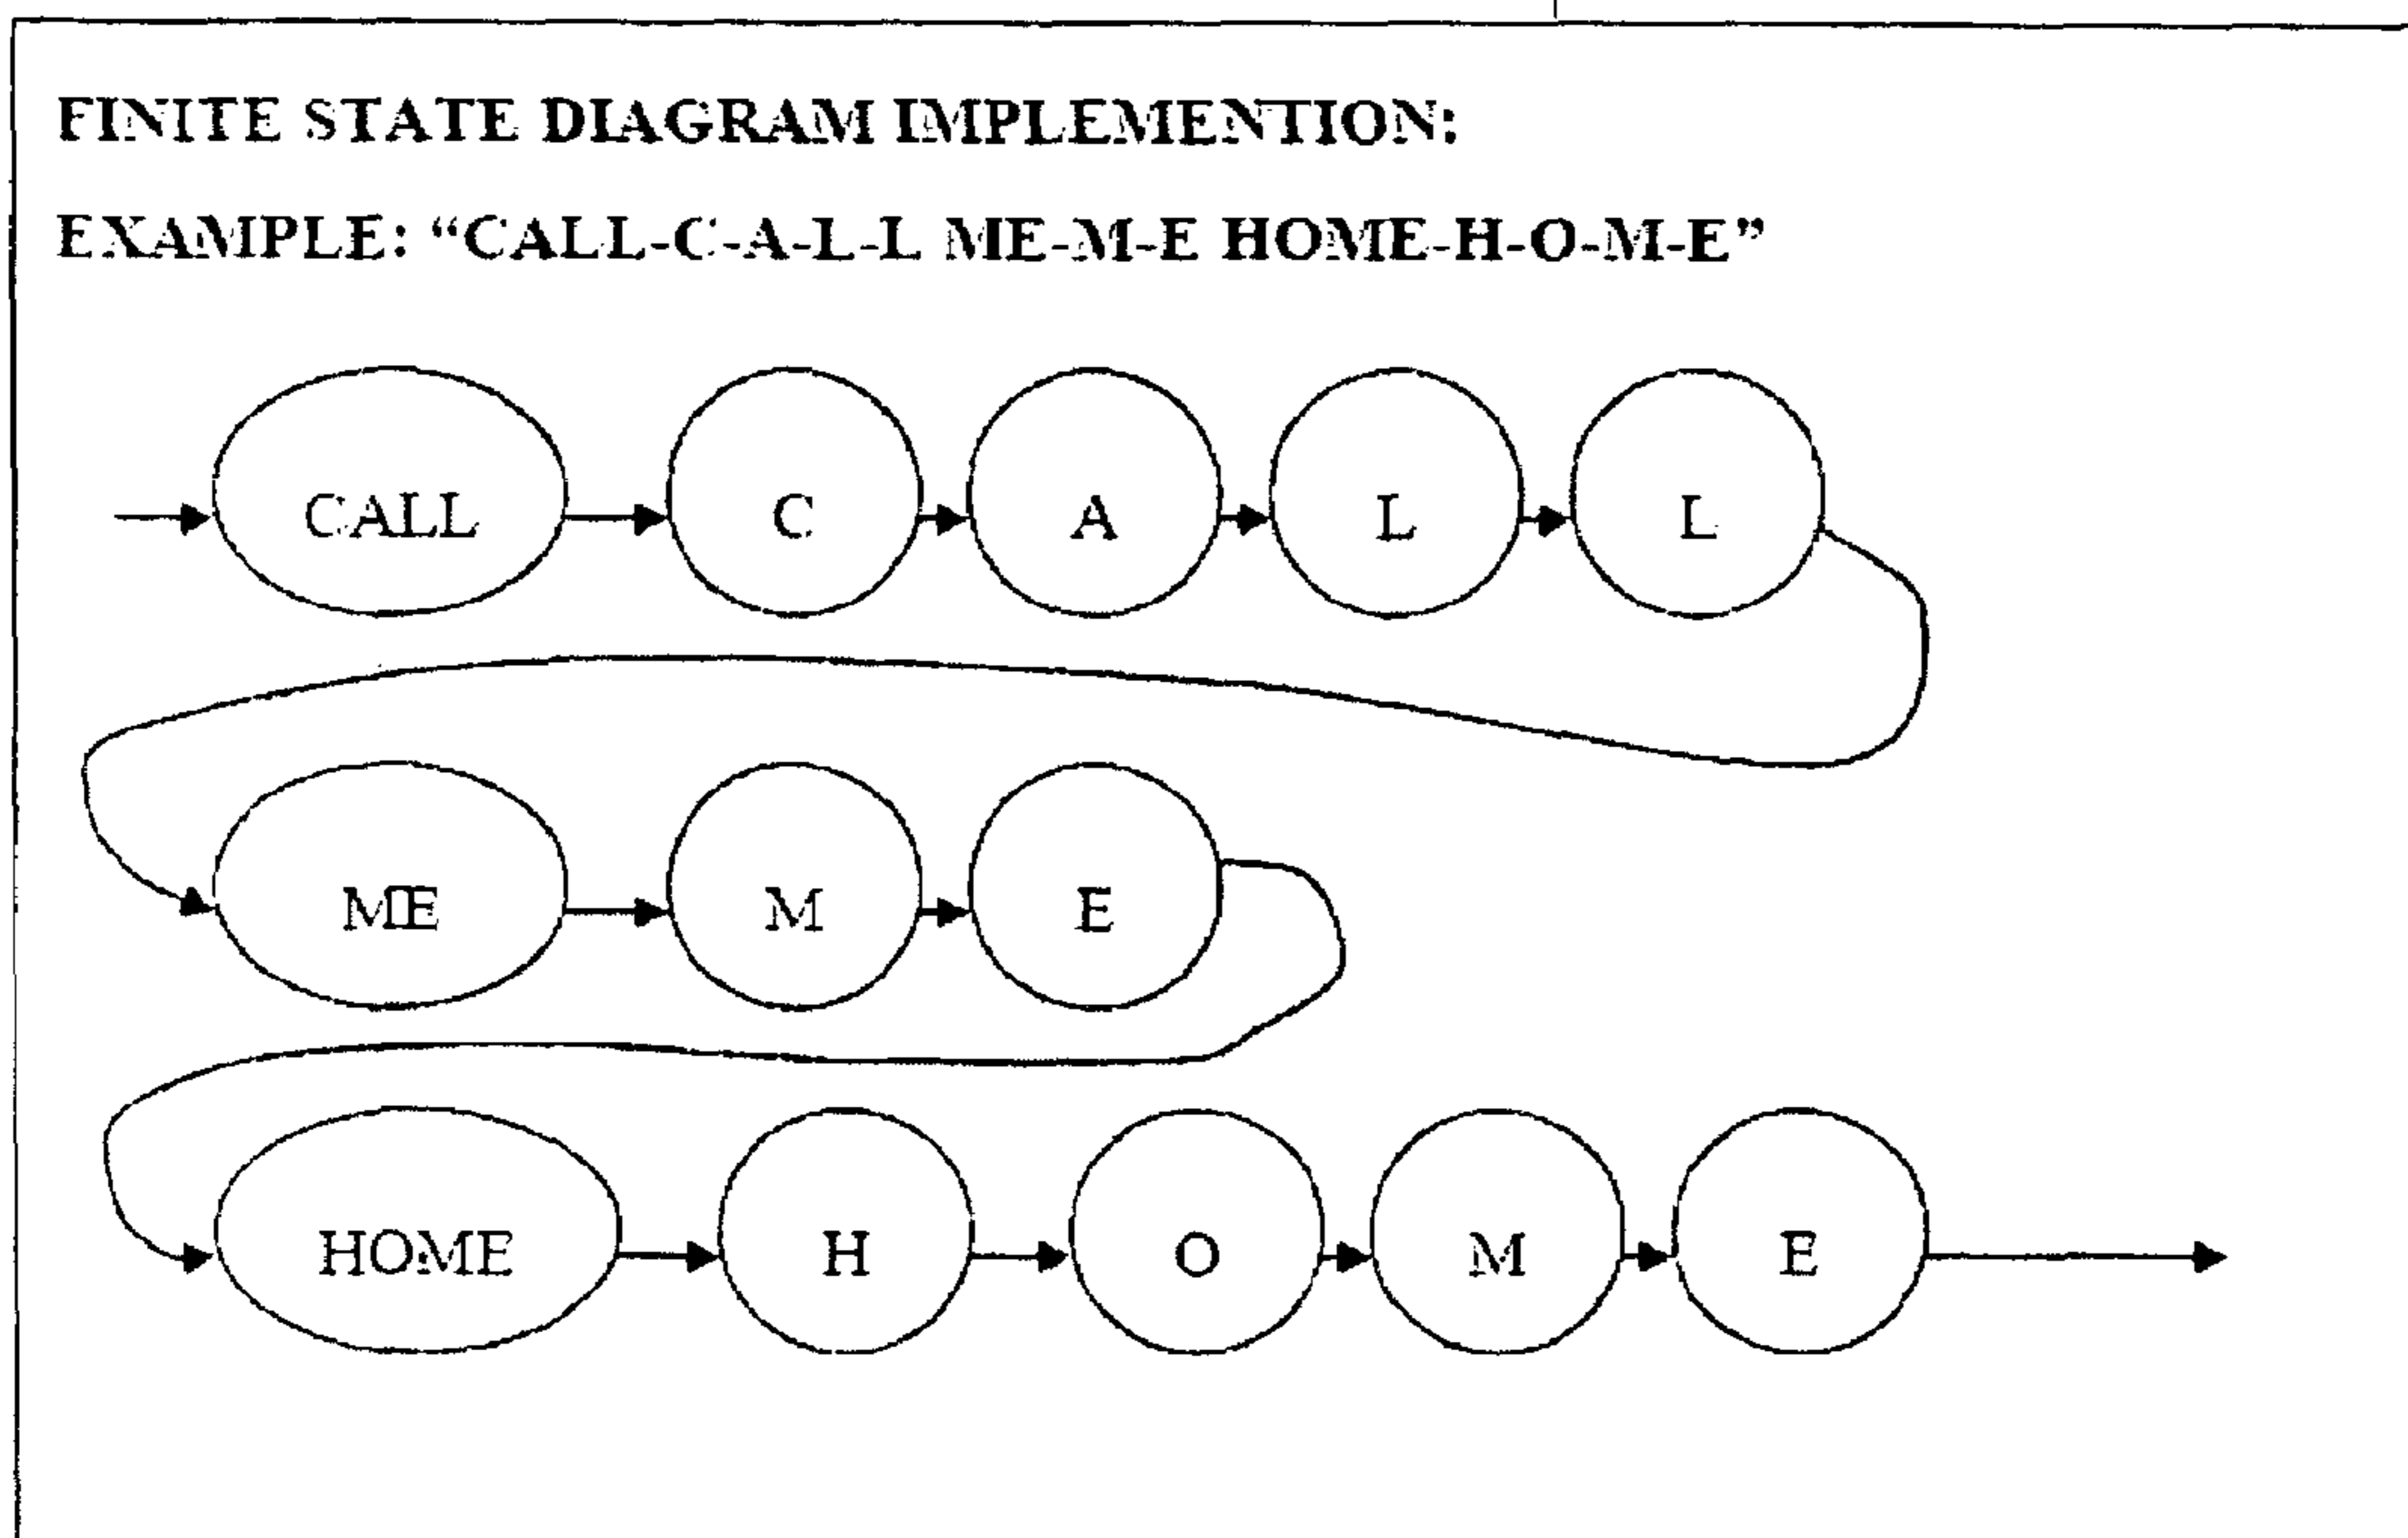 FINITE STATE DIAGRAM IMPLEMENTION:
EXAMPLE: “CALL-C-A-L-L ME-M-E HOME-H-O-M-E”
CALL C A L L
ME M E
HOME H O M E